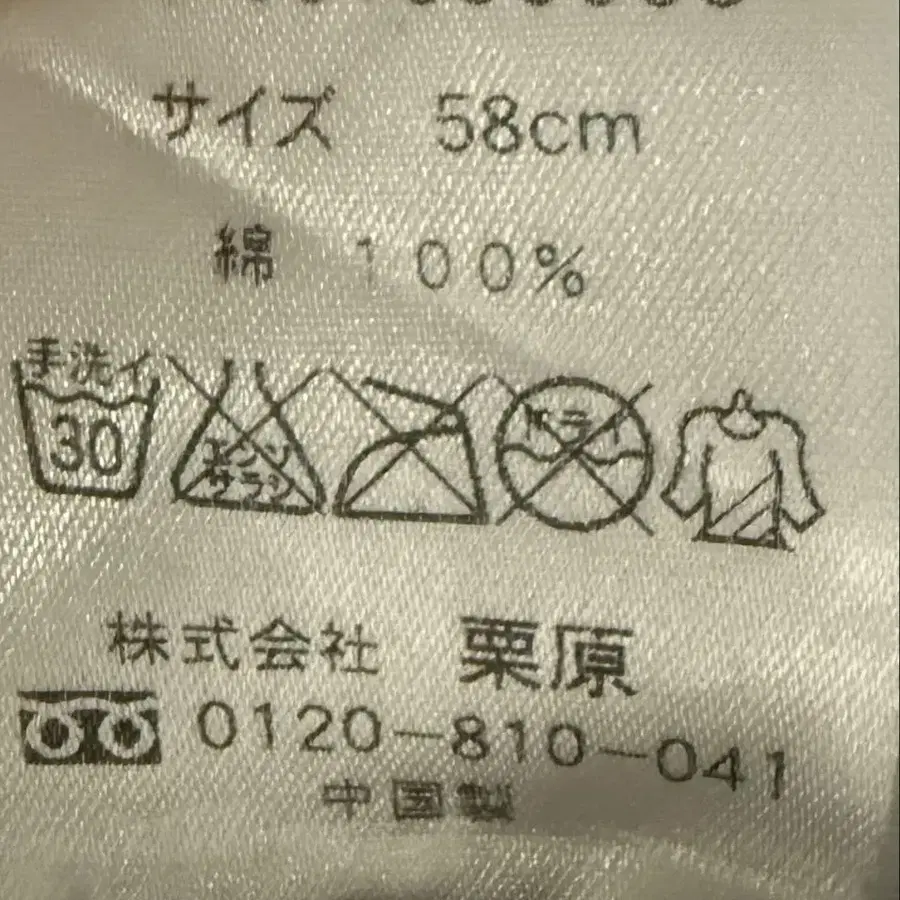 サイズ 58cm
綿 100%
手洗イ
30
エンソ
サラシ
ドライ
株式会社 栗原
0120-810-041
中国製